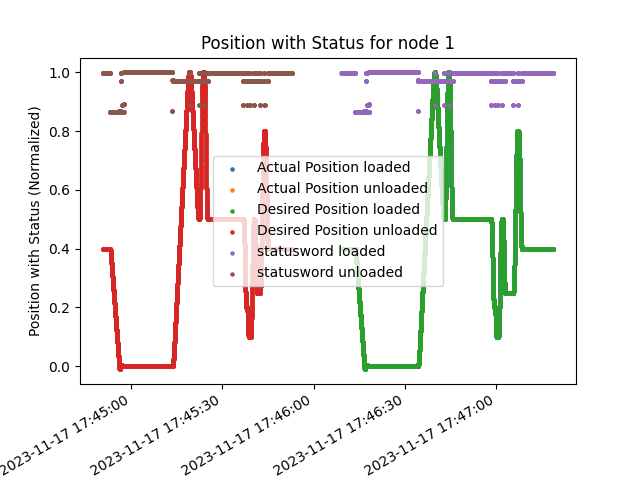 Position with Status for node 1
Position with Status (Normalized)
1.0
0.8
0.6
0.4
0.2
0.0
Actual Position loaded
Actual Position unloaded
Desired Position loaded
Desired Position unloaded
statusword loaded
statusword unloaded
2023-11-17 17:45:00
2023-11-17 17:45:30
2023-11-17 17:46:00
2023-11-17 17:46:30
2023-11-17 17:47:00